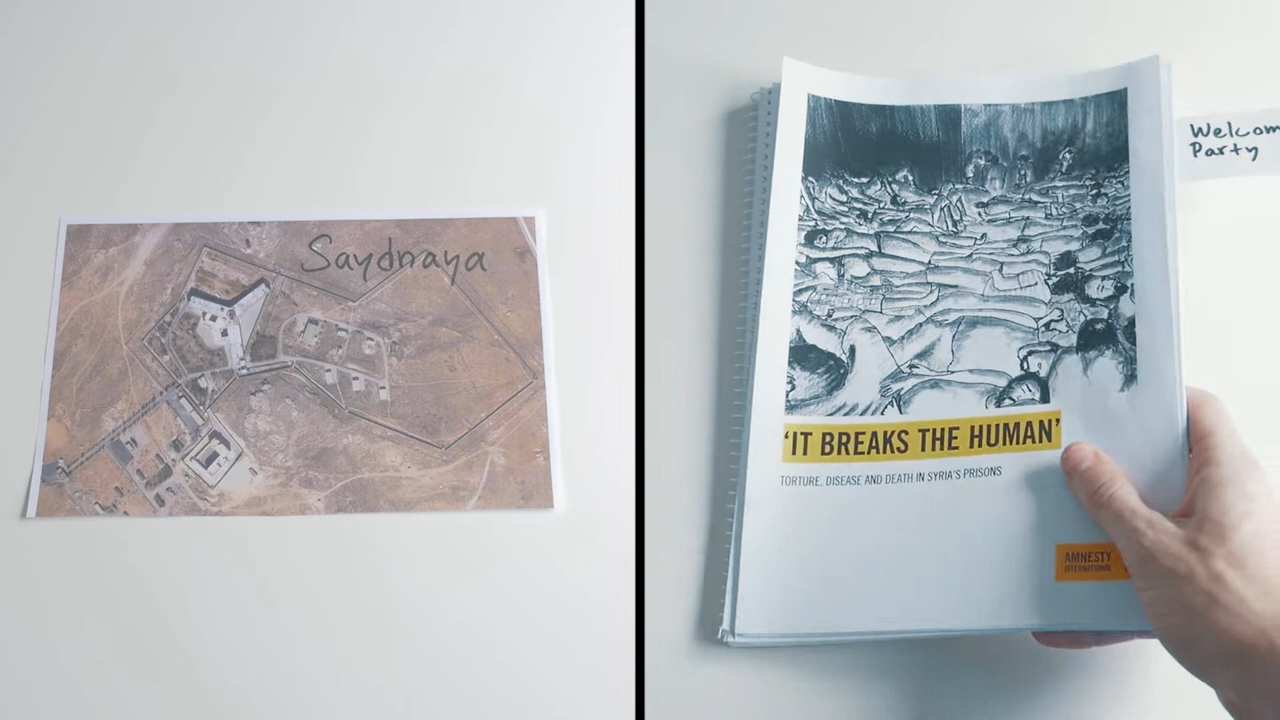 Saydnaya
Welcom
Party
'IT BREAKS THE HUMAN'
TORTURE, DISEASE AND DEATH IN SYRIA'S PRISONS
AMNESTY
INTERNATIONAL